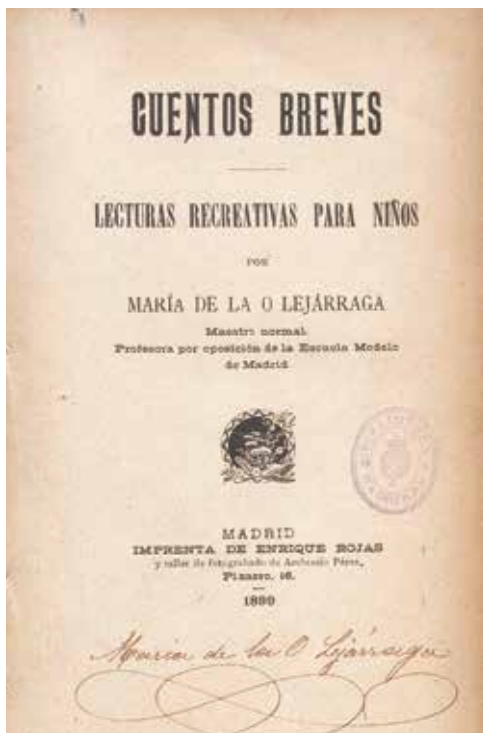 CUENTOS BREVES
LECTURAS RECREATIVAS PARA NIÑOS
POR
MARÍA DE LA O LEJÁRRAGA
Maestra normal.
Profesora por oposición de la Escuela Modelo
de Madrid
MADRID
IMPRENTA DE ENRIQUE ROJAS
y taller de fotograbado de Ambrosio Pérez,
Pizarro, 16.
1899
María de la O Lejárraga